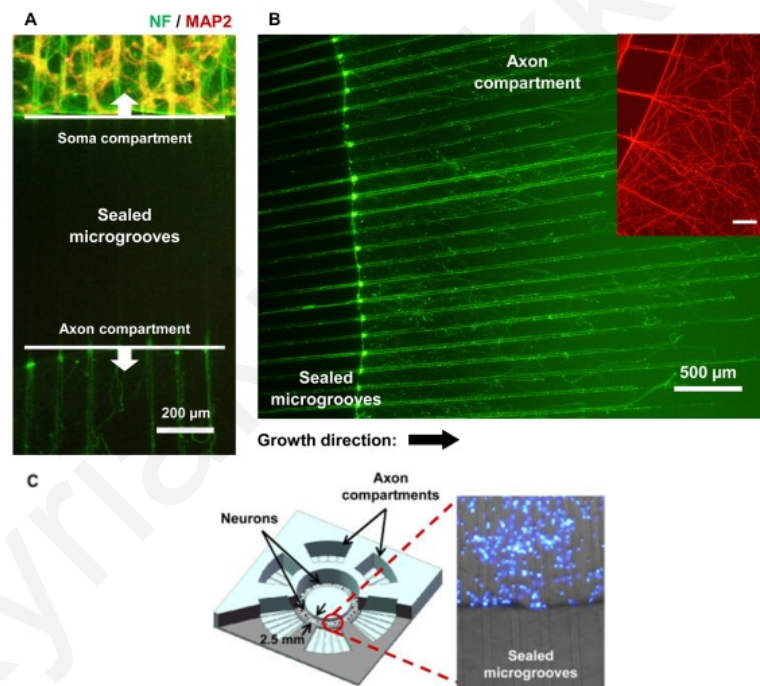 A
NF / MAP2
Soma compartment
Sealed
microgrooves
Axon compartment
200 µm
B
Axon
compartment
Sealed
microgrooves
500 µm
Growth direction:
C
Axon
compartments
Neurons
2.5 mm
Sealed
microgrooves